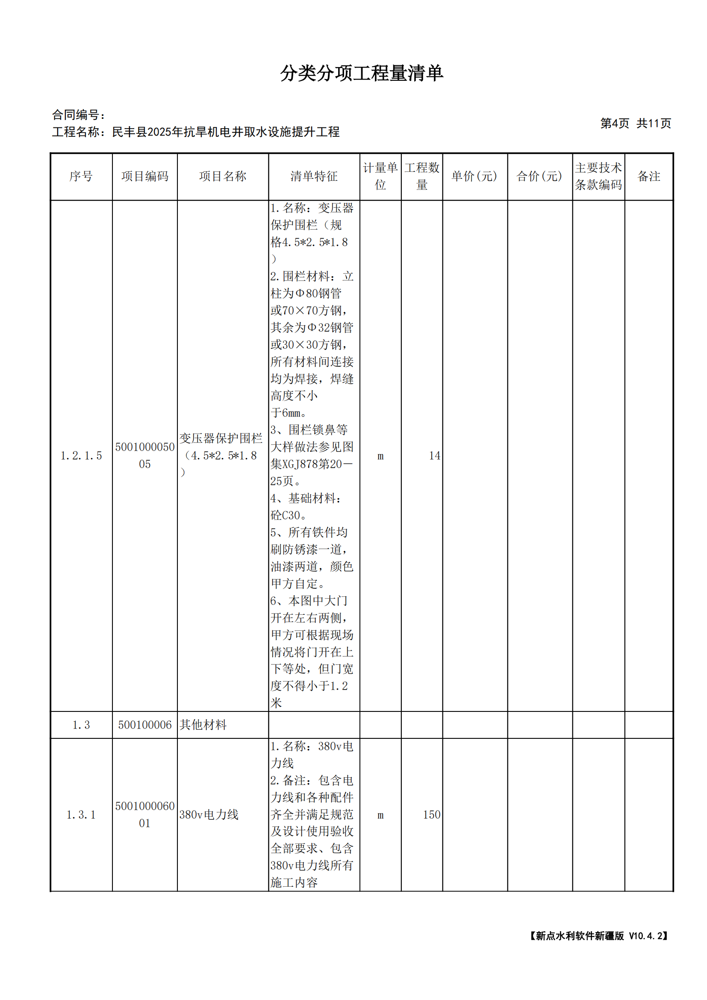 分类分项工程量清单
合同编号：
工程名称：民丰县2025年抗旱机电井取水设施提升工程
第4页 共11页
序号 项目编码 项目名称 清单特征 计量单位 工程数量 单价(元) 合价(元) 主要技术条款编码 备注
1.2.1.5
5001000050
05
变压器保护围栏
（4.5*2.5*1.8
）
1.名称：变压器
保护围栏（规
格4.5*2.5*1.8
）
2.围栏材料：立
柱为Φ80钢管
或70×70方钢，
其余为Φ32钢管
或30×30方钢，
所有材料间连接
均为焊接，焊缝
高度不小
于6mm。
3、围栏锁鼻等
大样做法参见图
集XGJ878第20－
25页。
4、基础材料：
砼C30。
5、所有铁件均
刷防锈漆一道，
油漆两道，颜色
甲方自定。
6、本图中大门
开在左右两侧，
甲方可根据现场
情况将门开在上
下等处，但门宽
度不得小于1.2
米
m
14
1.3 500100006 其他材料
1.3.1
5001000060
01
380v电力线
1.名称：380v电
力线
2.备注：包含电
力线和各种配件
齐全并满足规范
及设计使用验收
全部要求、包含
380v电力线所有
施工内容
m
150
【新点水利软件新疆版 V10.4.2】